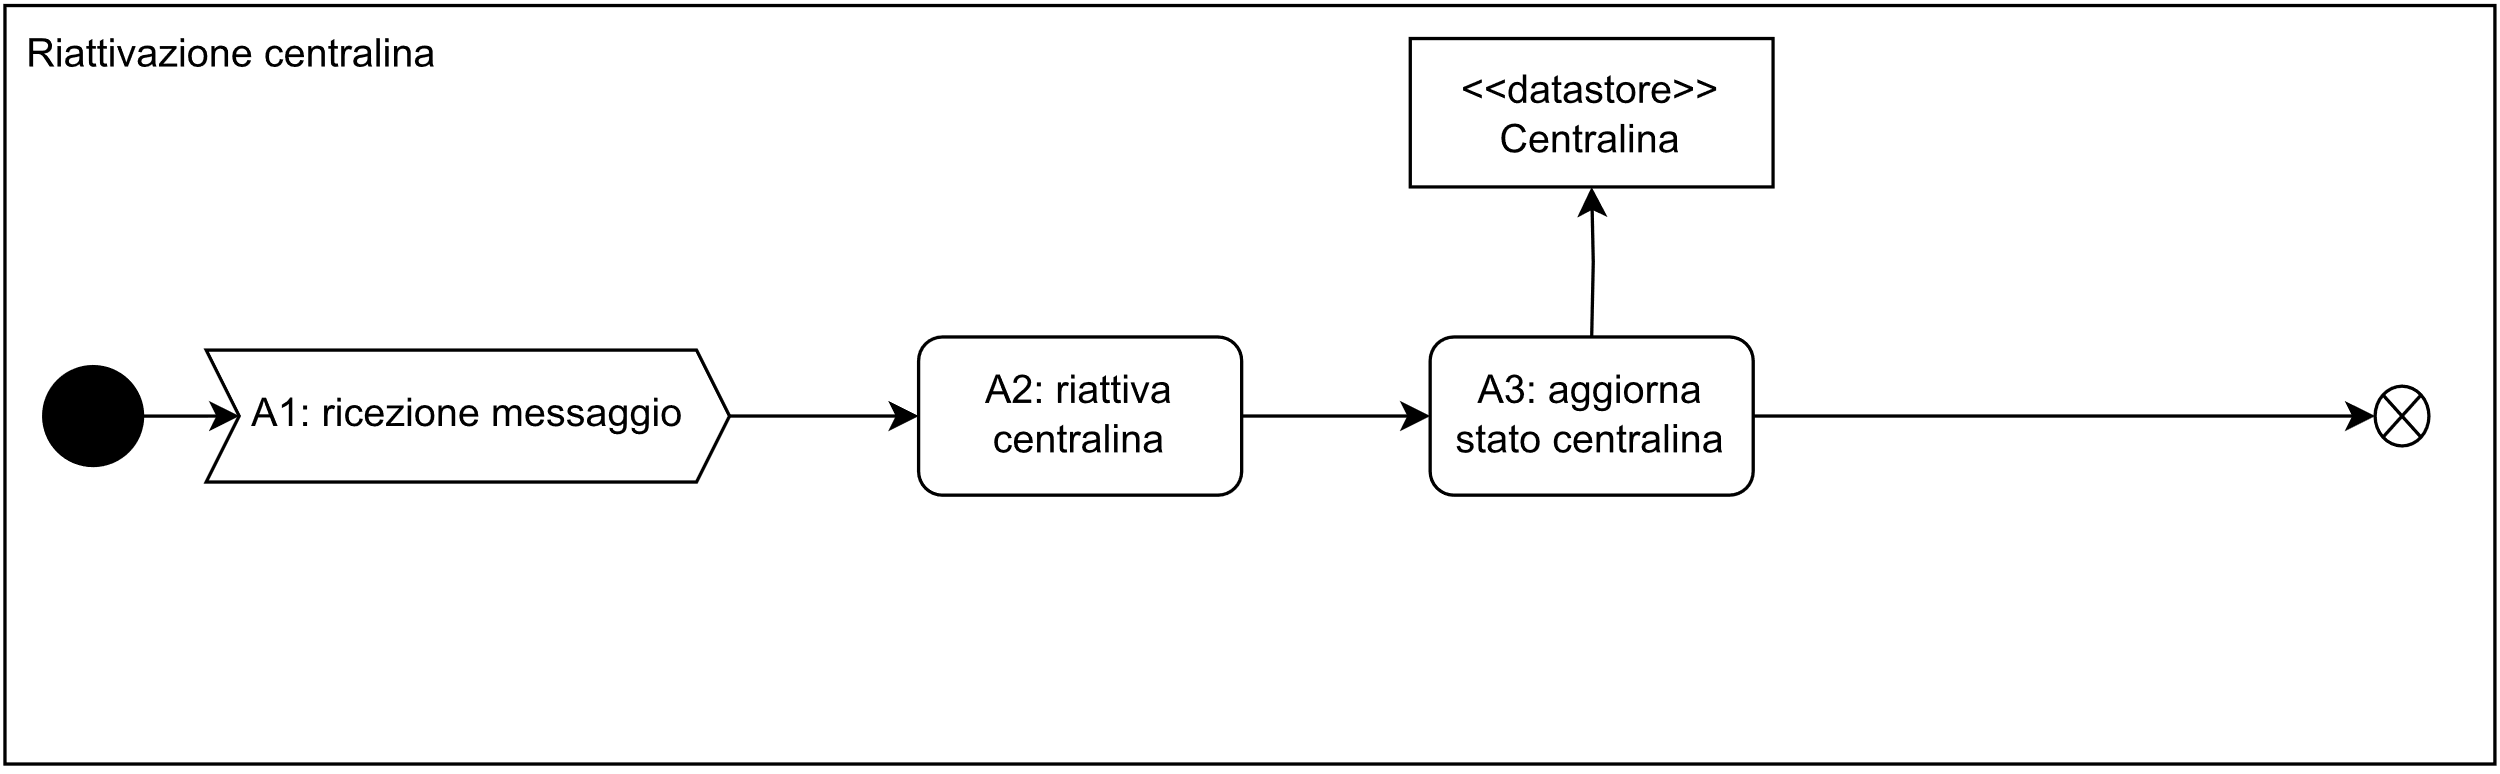 Riattivazione centralina
<<datastore>>
Centralina
A1: ricezione messaggio
A2: riattiva
centralina
A3: aggiorna
stato centralina